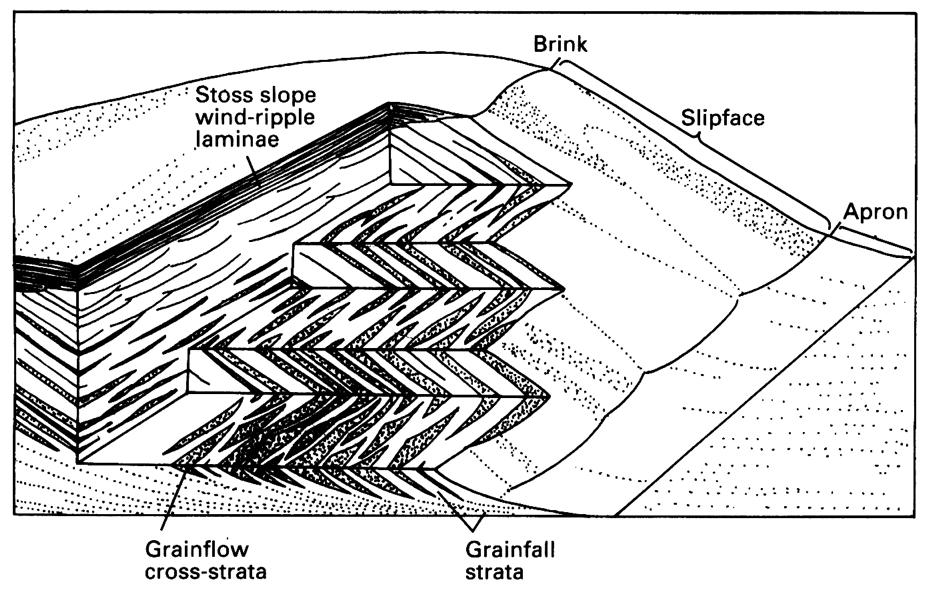 Brink
Stoss slope
wind-ripple
laminae
Slipface
Apron
Grainflow
cross-strata
Grainfall
strata